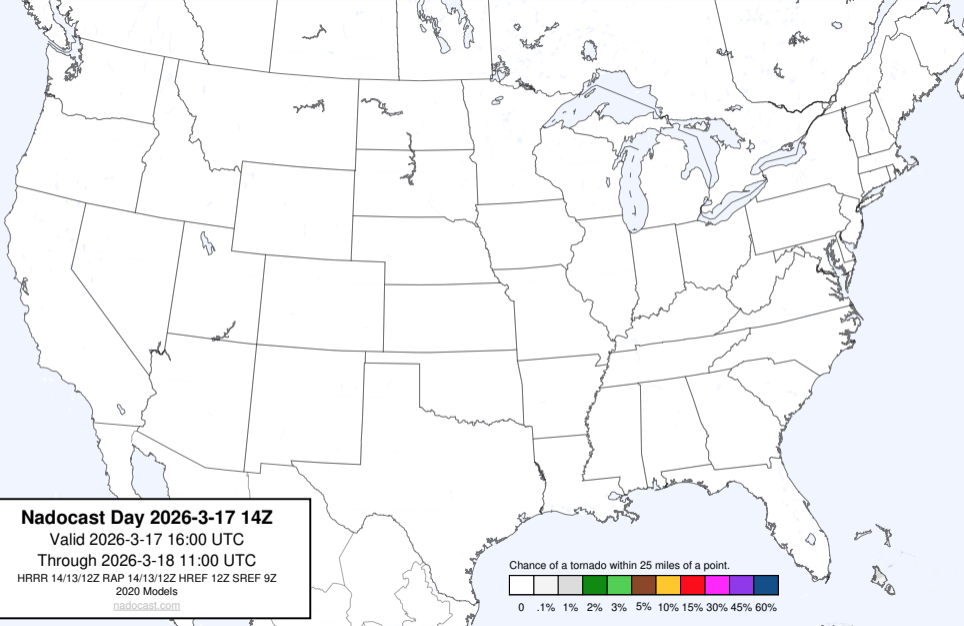 Nadocast Day 2026-3-17 14Z
Valid 2026-3-17 16:00 UTC
Through 2026-3-18 11:00 UTC
HRRR 14/13/12Z RAP 14/13/12Z HREF 12Z SREF 9Z
2020 Models
nadocast.com
Chance of a tornado within 25 miles of a point.
0 .1% 1% 2% 3% 5% 10% 15% 30% 45% 60%